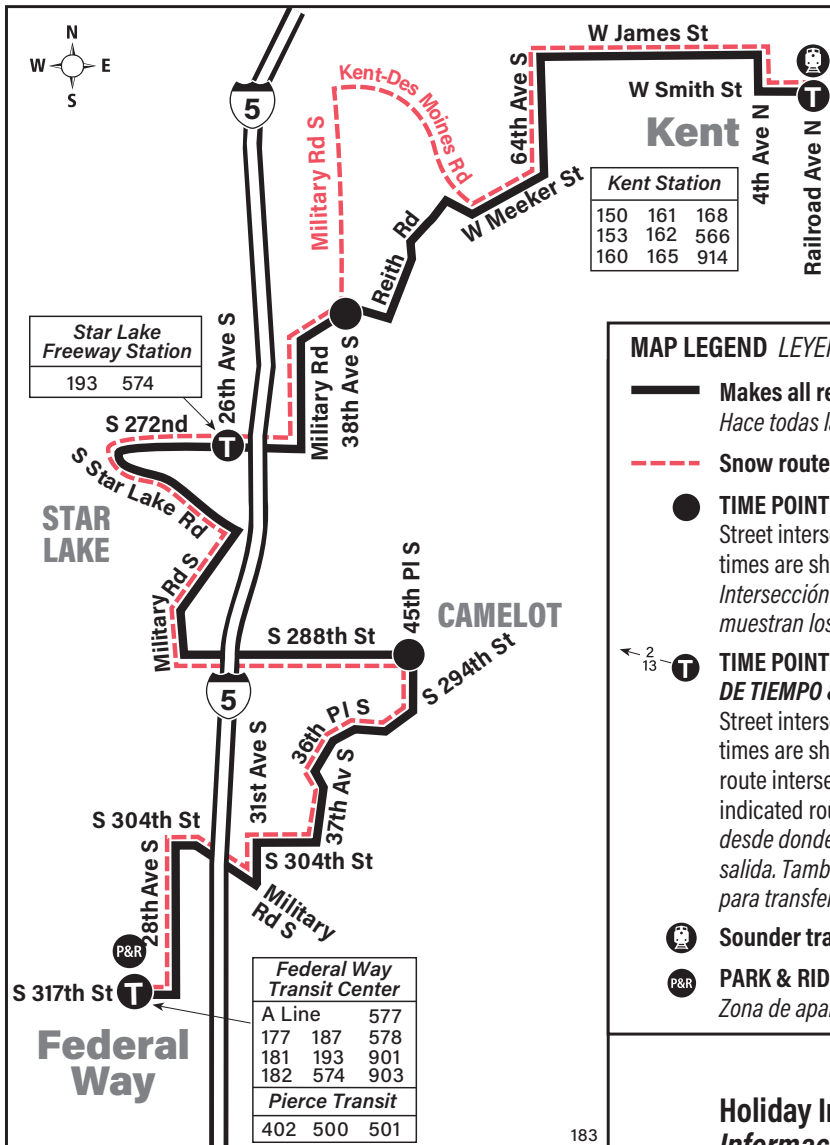 N
W E
S
5
W James St
Kent-Des Moines Rd
Military Rd S
64th Ave S
W Smith St
Kent
4th Ave N
Railroad Ave N
T
W Meeker St
Kent Station
150 161 168
153 162 566
160 165 914
Reith Rd
Star Lake
Freeway Station
193 574
26th Ave S
Military Rd
38th Ave S
S 272nd
T
S Star Lake Rd
STAR
LAKE
Military Rd S
S 288th St
45th Pl S
CAMELOT
S 294th St
5
36th Pl S
31st Ave S
37th Av S
S 304th St
S 304th St
Military
Rd S
28th Ave S
P&R
S 317th St
T
Federal
Way
Federal Way
Transit Center
A Line 577
177 187 578
181 193 901
182 574 903
Pierce Transit
402 500 501
183
MAP LEGEND LEYE
Makes all re
Hace todas l
Snow route
TIME POINT
Street interse
times are sh
Intersección
muestran los
2
13
T
TIME POINT
DE TIEMPO
Street interse
times are sh
route interse
indicated rou
desde donde
salida. Tamb
para transfe
Sounder tra
P&R
PARK & RID
Zona de apa
Holiday I
Informac